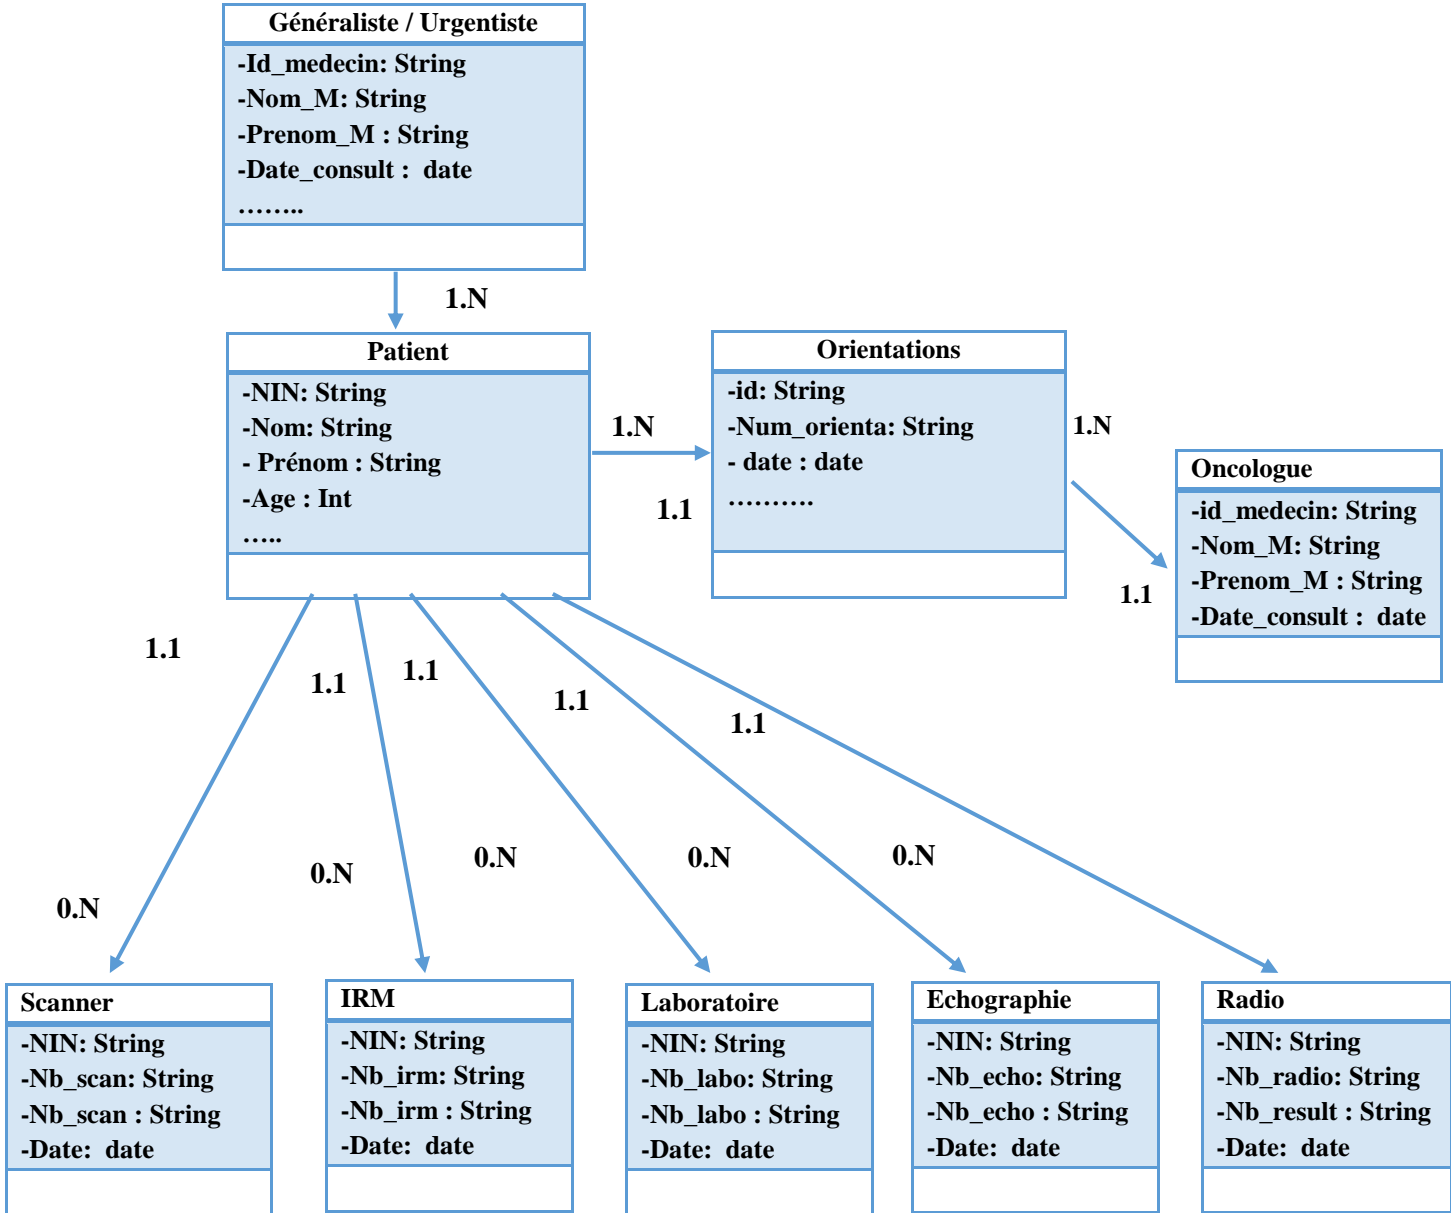 Généraliste / Urgentiste
-Id_medecin: String
-Nom_M: String
-Prenom_M : String
-Date_consult :  date
……..
1.N
Patient
-NIN: String
-Nom: String
- Prénom : String
-Age : Int
…..
1.N
1.1
Orientations
-id: String
-Num_orienta: String
- date : date
……….
1.N
1.1
Oncologue
-id_medecin: String
-Nom_M: String
-Prenom_M : String
-Date_consult :  date
1.1
1.1
1.1
1.1
1.1
0.N
0.N
0.N
0.N
0.N
Scanner
-NIN: String
-Nb_scan: String
-Nb_scan : String
-Date:  date
IRM
-NIN: String
-Nb_irm: String
-Nb_irm : String
-Date:  date
Laboratoire
-NIN: String
-Nb_labo: String
-Nb_labo : String
-Date:  date
Echographie
-NIN: String
-Nb_echo: String
-Nb_echo : String
-Date:  date
Radio
-NIN: String
-Nb_radio: String
-Nb_result : String
-Date:  date